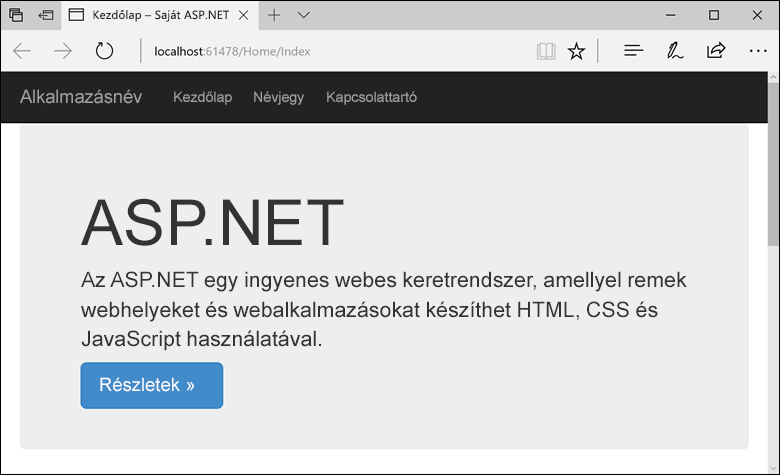 Kezdőlap – Saját ASP.NET
localhost:61478/Home/Index
Alkalmazásnév Kezdőlap Névjegy Kapcsolattartó
ASP.NET
Az ASP.NET egy ingyenes webes keretrendszer, amellyel remek
webhelyeket és webalkalmazásokat készíthet HTML, CSS és
JavaScript használatával.
Részletek »